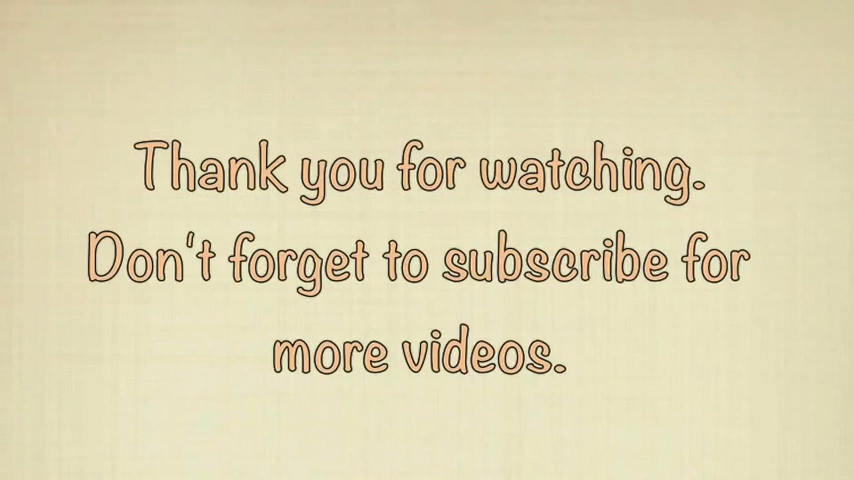 Thank you for watching.
Don't forget to subscribe for
more videos.